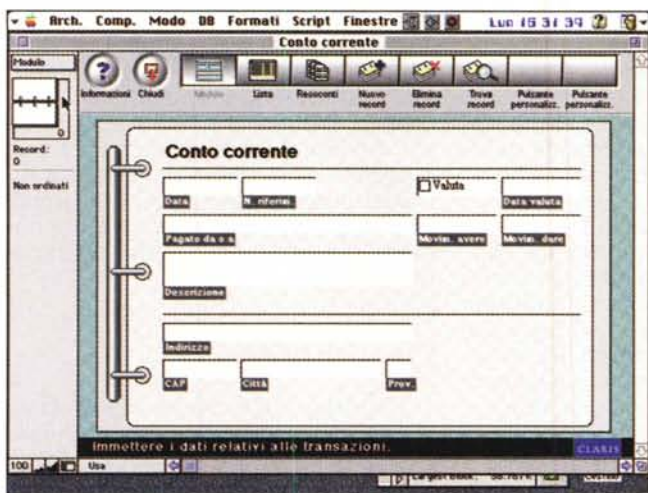 Arch. Comp. Modo DB Formati Script Finestre Lun 15 31 39
Conto corrente
Modulo
Informazioni Chiudi Modulo Lista Resoconti Nuovo record Elimina record Trova record Pulsante personalizz. Pulsante personalizz.
0
Record:
0
Non ordinati
Conto corrente
Valuta
Data N. riferim. Data valuta
Pagato da o a Movim. avere Movim. dare
Descrizione
Indirizzo
CAP Città Prov.
Immettere i dati relativi alle transazioni. CLARIS
100 Usa
Largest Block: